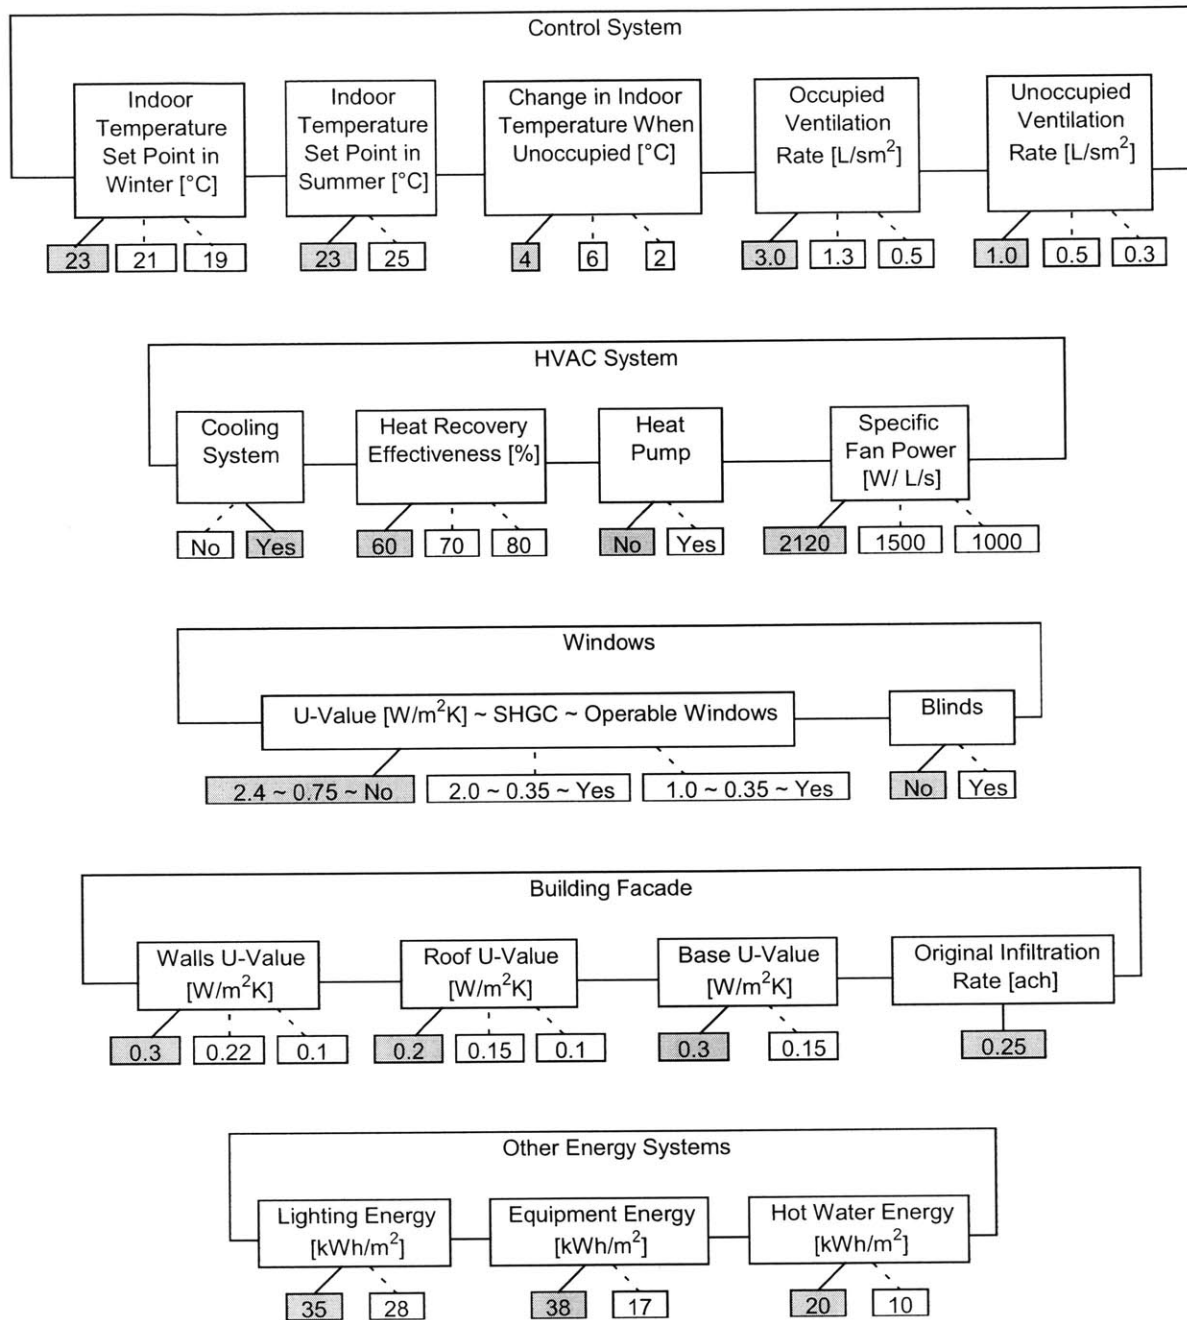 Control System
Indoor
Temperature
Set Point in
Winter [°C]
23 21 19
Indoor
Temperature
Set Point in
Summer [°C]
23 25
Change in Indoor
Temperature When
Unoccupied [°C]
4 6 2
Occupied
Ventilation
Rate [L/sm²]
3.0 1.3 0.5
Unoccupied
Ventilation
Rate [L/sm²]
1.0 0.5 0.3
HVAC System
Cooling
System
No Yes
Heat Recovery
Effectiveness [%]
60 70 80
Heat
Pump
No Yes
Specific
Fan Power
[W/ L/s]
2120 1500 1000
Windows
U-Value [W/m²K] ~ SHGC ~ Operable Windows
2.4 ~ 0.75 ~ No 2.0 ~ 0.35 ~ Yes 1.0 ~ 0.35 ~ Yes
Blinds
No Yes
Building Facade
Walls U-Value
[W/m²K]
0.3 0.22 0.1
Roof U-Value
[W/m²K]
0.2 0.15 0.1
Base U-Value
[W/m²K]
0.3 0.15
Original Infiltration
Rate [ach]
0.25
Other Energy Systems
Lighting Energy
[kWh/m²]
35 28
Equipment Energy
[kWh/m²]
38 17
Hot Water Energy
[kWh/m²]
20 10